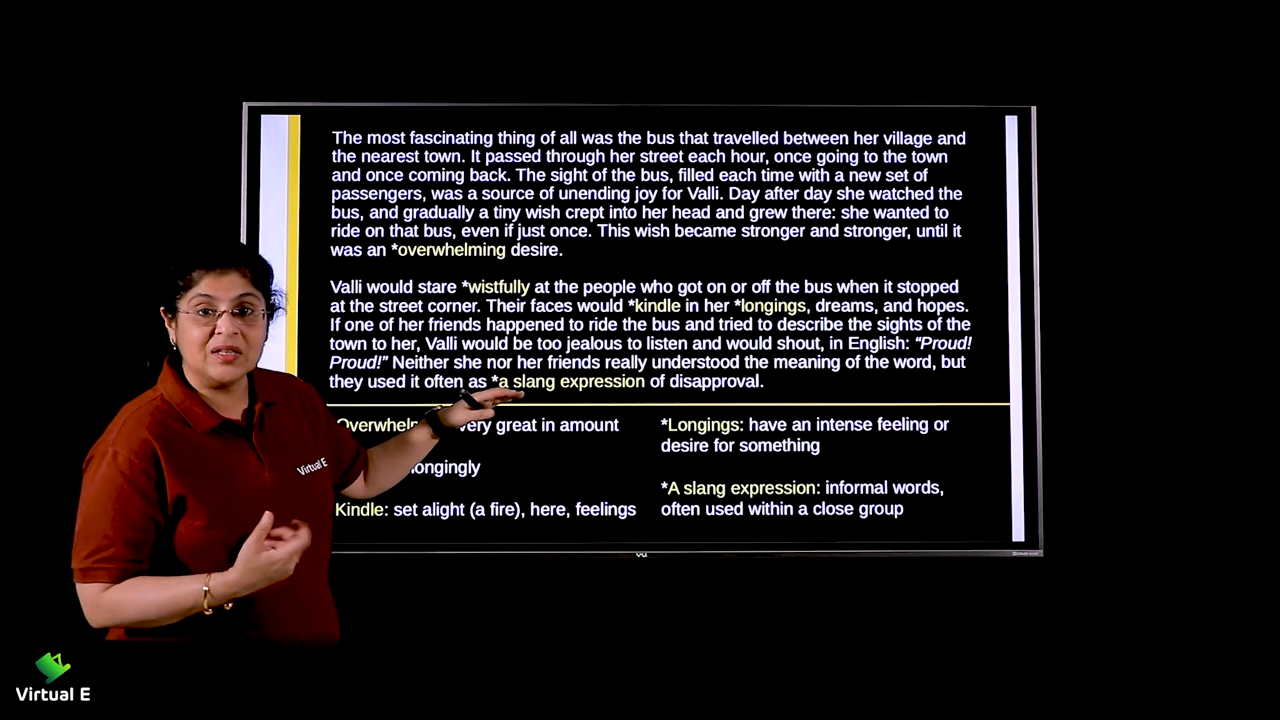 The most fascinating thing of all was the bus that travelled between her village and
the nearest town. It passed through her street each hour, once going to the town
and once coming back. The sight of the bus, filled each time with a new set of
passengers, was a source of unending joy for Valli. Day after day she watched the
bus, and gradually a tiny wish crept into her head and grew there: she wanted to
ride on that bus, even if just once. This wish became stronger and stronger, until it
was an *overwhelming desire.
Valli would stare *wistfully at the people who got on or off the bus when it stopped
at the street corner. Their faces would *kindle in her *longings, dreams, and hopes.
If one of her friends happened to ride the bus and tried to describe the sights of the
town to her, Valli would be too jealous to listen and would shout, in English: “Proud!
Proud!” Neither she nor her friends really understood the meaning of the word, but
they used it often as *a slang expression of disapproval.
very great in amount
longingly
Kindle: set alight (a fire), here, feelings
*Longings: have an intense feeling or
desire for something
*A slang expression: informal words,
often used within a close group
Virtual E
Virtual E